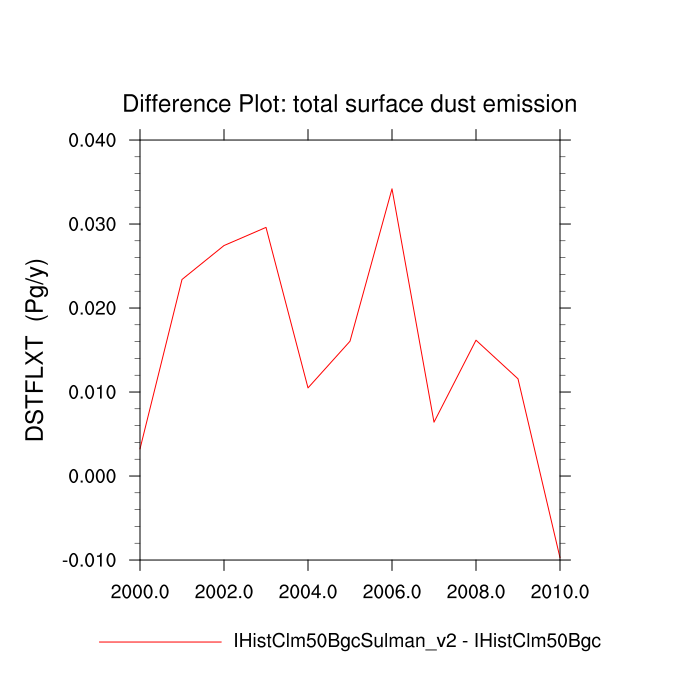 Difference Plot: total surface dust emission
DSTFLXT (Pg/y)
0.040
0.030
0.020
0.010
0.000
-0.010
2000.0 2002.0 2004.0 2006.0 2008.0 2010.0
IHistClm50BgcSulman_v2 - IHistClm50Bgc